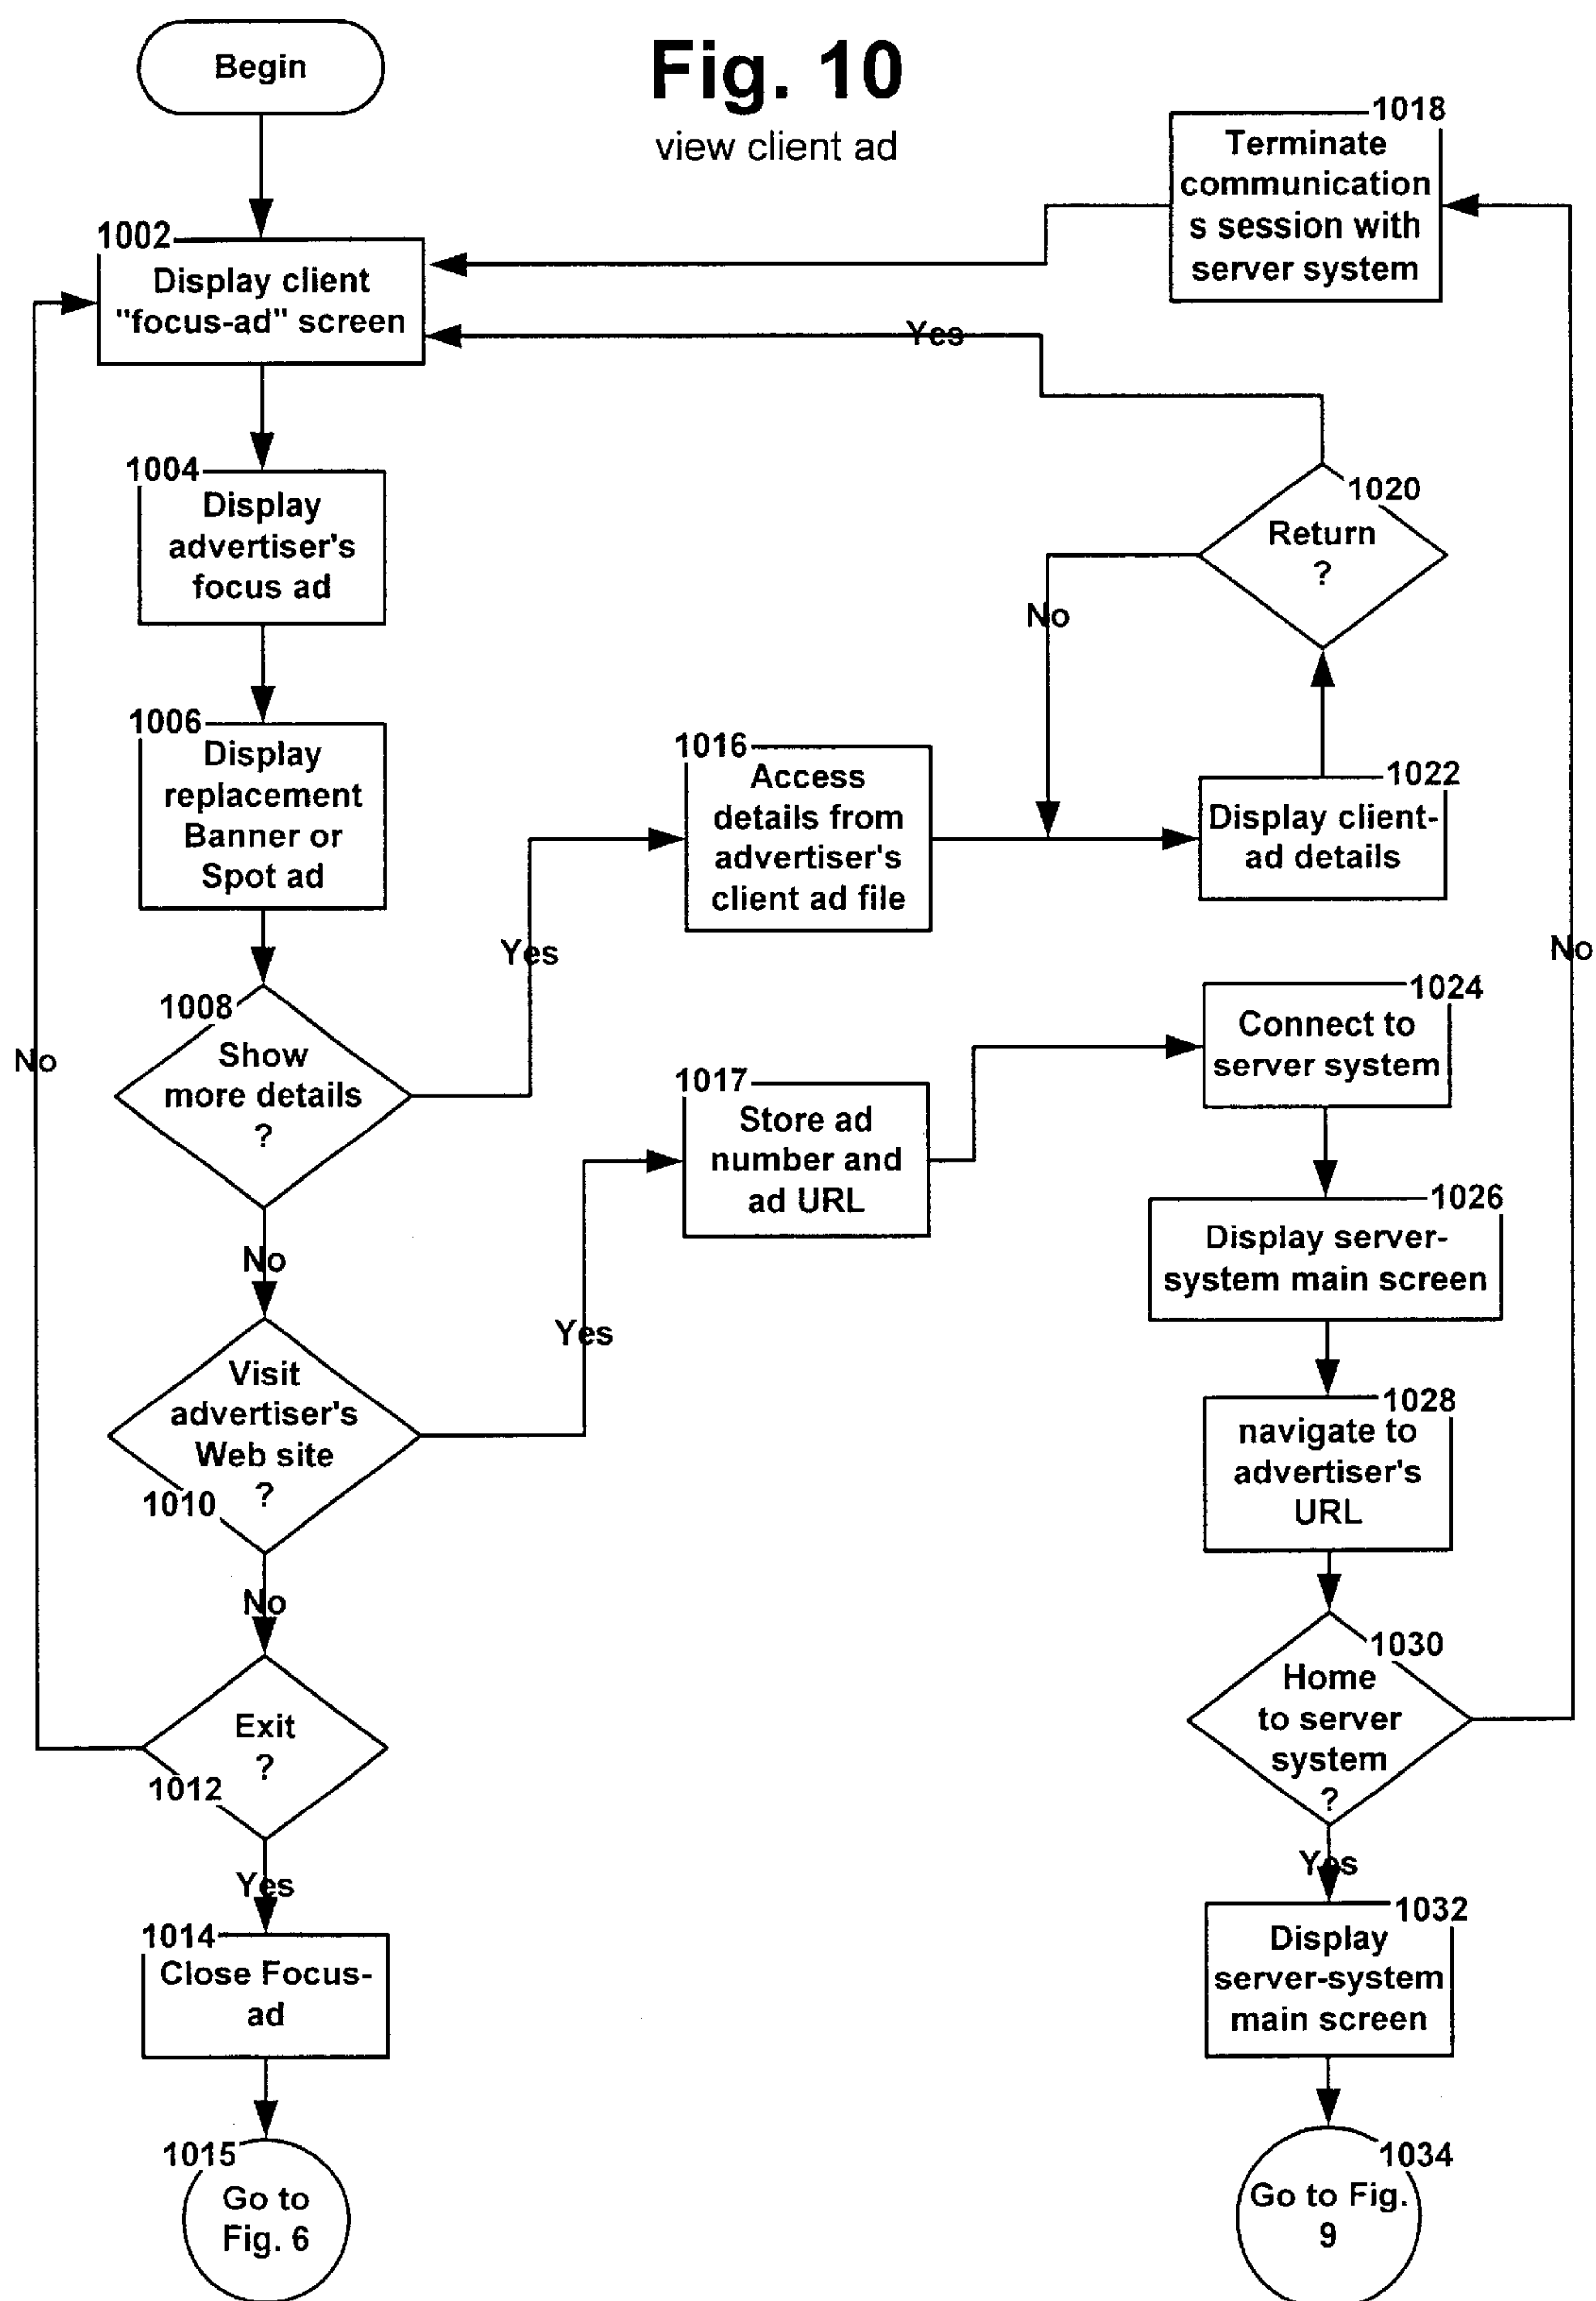 Begin
Fig. 10
view client ad
1018
Terminate
communication
s session with
server system
1002
Display client
"focus-ad" screen
Yes
1004
Display
advertiser's
focus ad
1020
Return
?
No
1006
Display
replacement
Banner or
Spot ad
1016
Access
details from
advertiser's
client ad file
1022
Display client-
ad details
Yes
No
1008
Show
more details
?
No
1024
Connect to
server system
1017
Store ad
number and
ad URL
No
1026
Display server-
system main screen
Yes
Visit
advertiser's
Web site
?
1010
1028
navigate to
advertiser's
URL
No
1030
Home
to server
system
?
Exit
?
1012
Yes
Yes
1014
Close Focus-
ad
1032
Display
server-system
main screen
1015
Go to
Fig. 6
1034
Go to Fig.
9